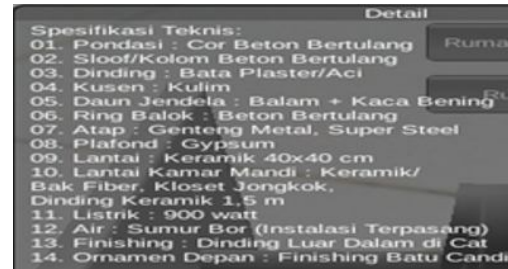 Detail
Spesifikasi Teknis:
01. Pondasi : Cor Beton Bertulang
02. Sloof/Kolom Beton Bertulang
03. Dinding : Bata Plaster/Aci
04. Kusen : Kulim
05. Daun Jendela : Balam + Kaca Bening
06. Ring Balok : Beton Bertulang
07. Atap : Genteng Metal, Super Steel
08. Plafond : Gypsum
09. Lantai : Keramik 40x40 cm
10. Lantai Kamar Mandi : Keramik/
Bak Fiber, Kloset Jongkok,
Dinding Keramik 1,5 m
11. Listrik : 900 watt
12. Air : Sumur Bor (Instalasi Terpasang)
13. Finishing : Dinding Luar Dalam di Cat
14. Ornamen Depan : Finishing Batu Candi